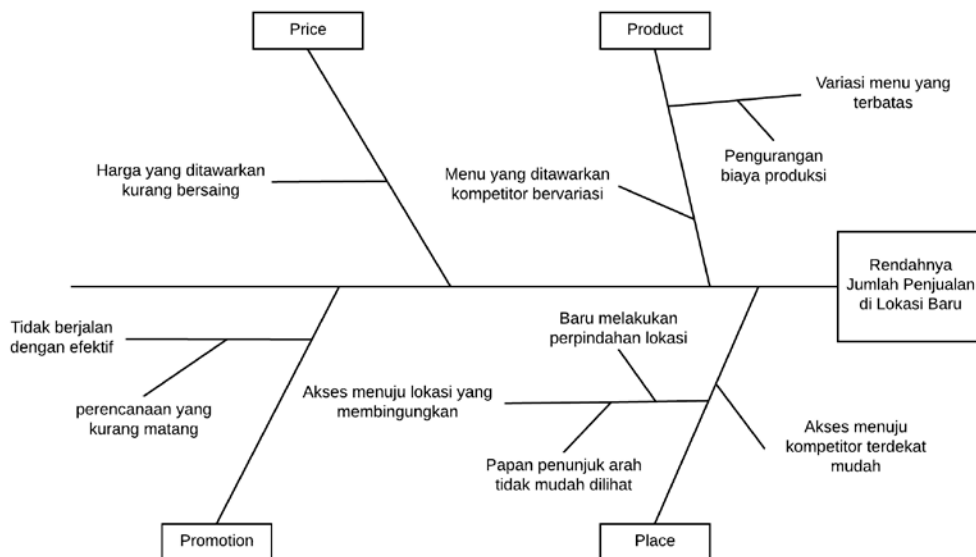 Price
Product
Variasi menu yang
terbatas
Pengurangan
biaya produksi
Harga yang ditawarkan
kurang bersaing
Menu yang ditawarkan
kompetitor bervariasi
Rendahnya
Jumlah Penjualan
di Lokasi Baru
Tidak berjalan
dengan efektif
perencanaan yang
kurang matang
Baru melakukan
perpindahan lokasi
Akses menuju lokasi yang
membingungkan
Papan penunjuk arah
tidak mudah dilihat
Akses menuju
kompetitor terdekat
mudah
Promotion
Place